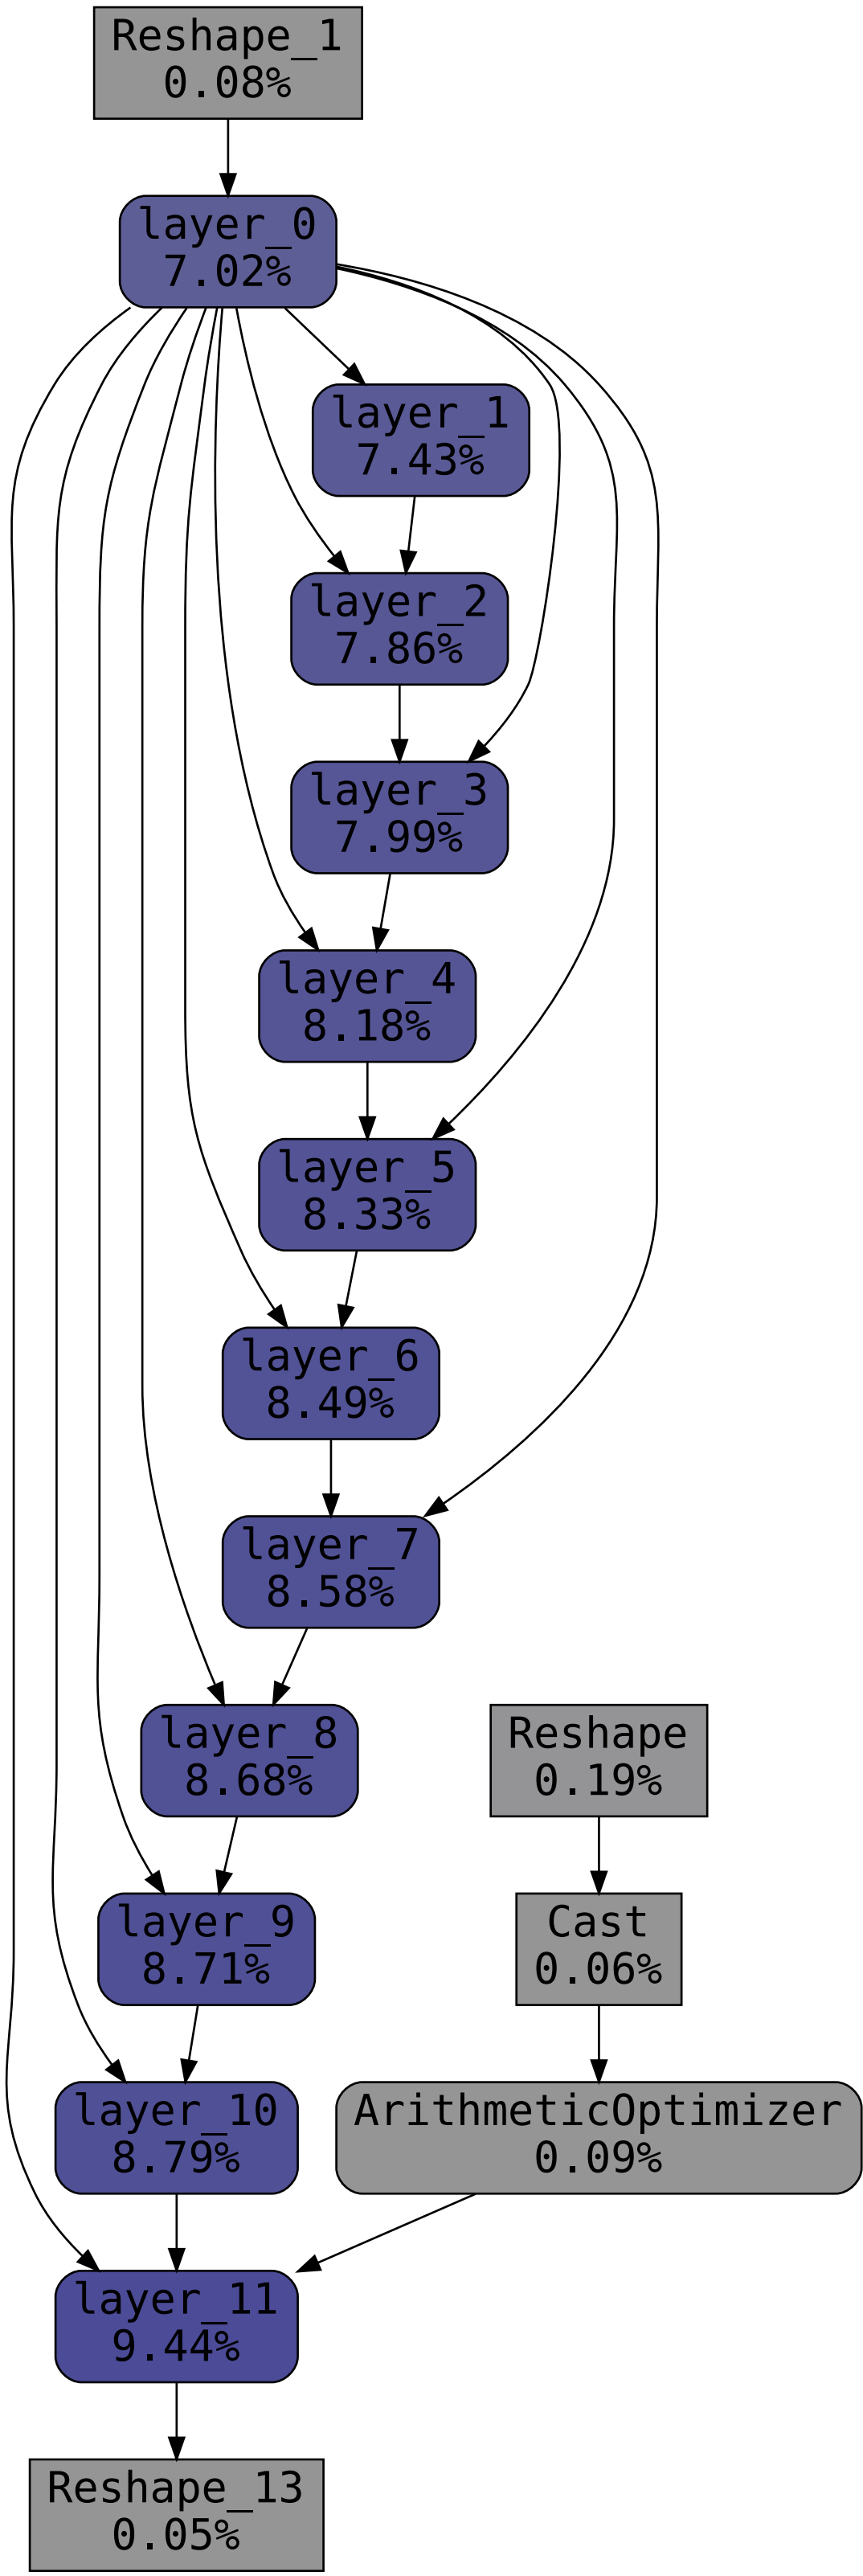 Reshape_1
0.08%
layer_0
7.02%
layer_1
7.43%
layer_2
7.86%
layer_3
7.99%
layer_4
8.18%
layer_5
8.33%
layer_6
8.49%
layer_7
8.58%
layer_8
8.68%
Reshape
0.19%
layer_9
8.71%
Cast
0.06%
layer_10
8.79%
ArithmeticOptimizer
0.09%
layer_11
9.44%
Reshape_13
0.05%